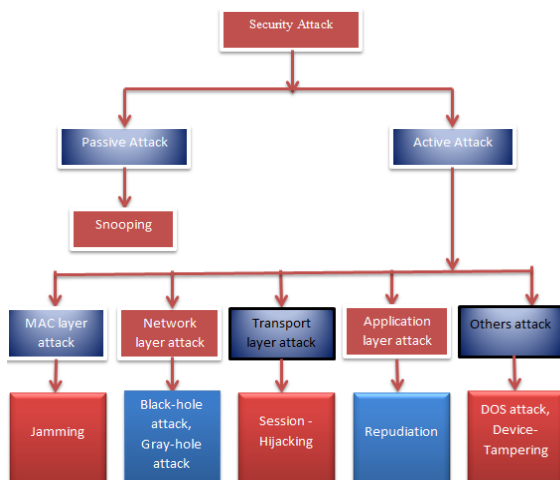 Security Attack
Passive Attack
Active Attack
Snooping
MAC layer
attack
Network
layer attack
Transport
layer attack
Application
layer attack
Others attack
Jamming
Black-hole
attack,
Gray-hole
attack
Session -
Hijacking
Repudiation
DOS attack,
Device-
Tampering